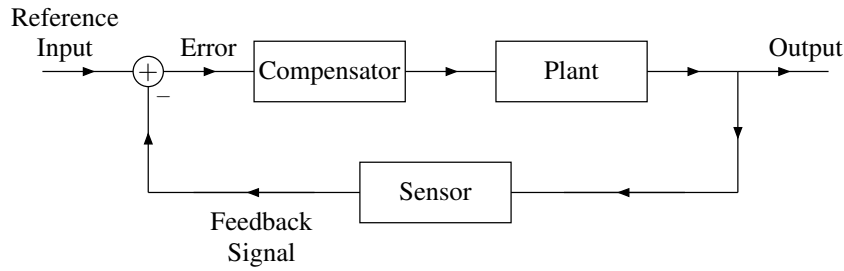 Reference
Input
Error
Compensator
Plant
Output
+
−
Sensor
Feedback
Signal